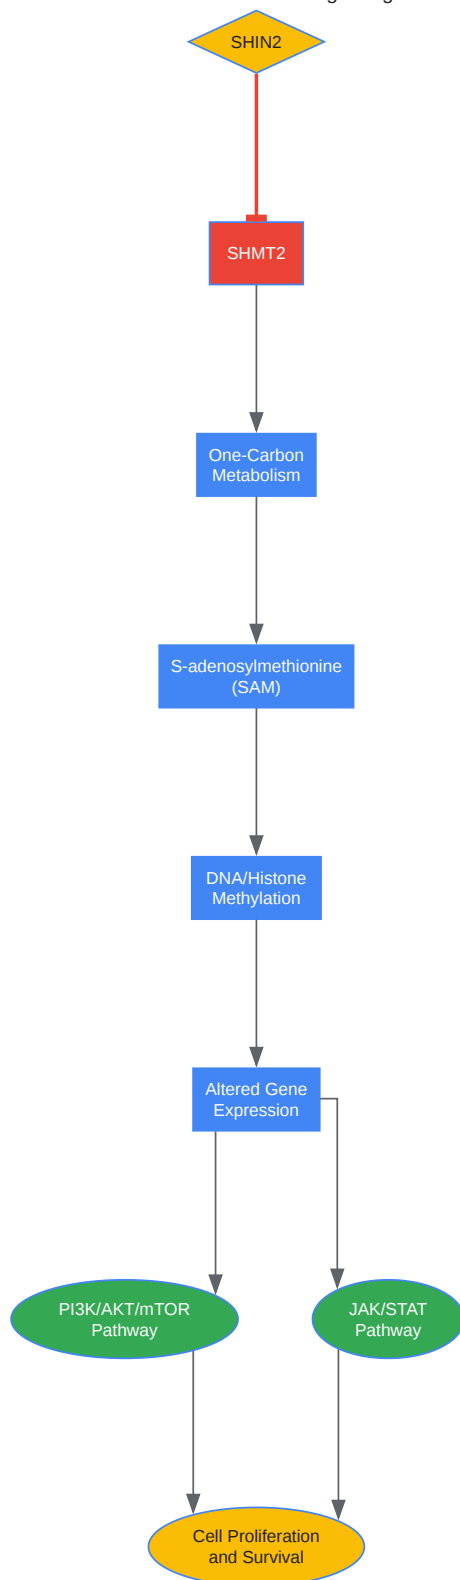 SHIN2
SHMT2
One-Carbon
Metabolism
S-adenosylmethionine
(SAM)
DNA/Histone
Methylation
Altered Gene
Expression
PI3K/AKT/mTOR
Pathway
JAK/STAT
Pathway
Cell Proliferation
and Survival